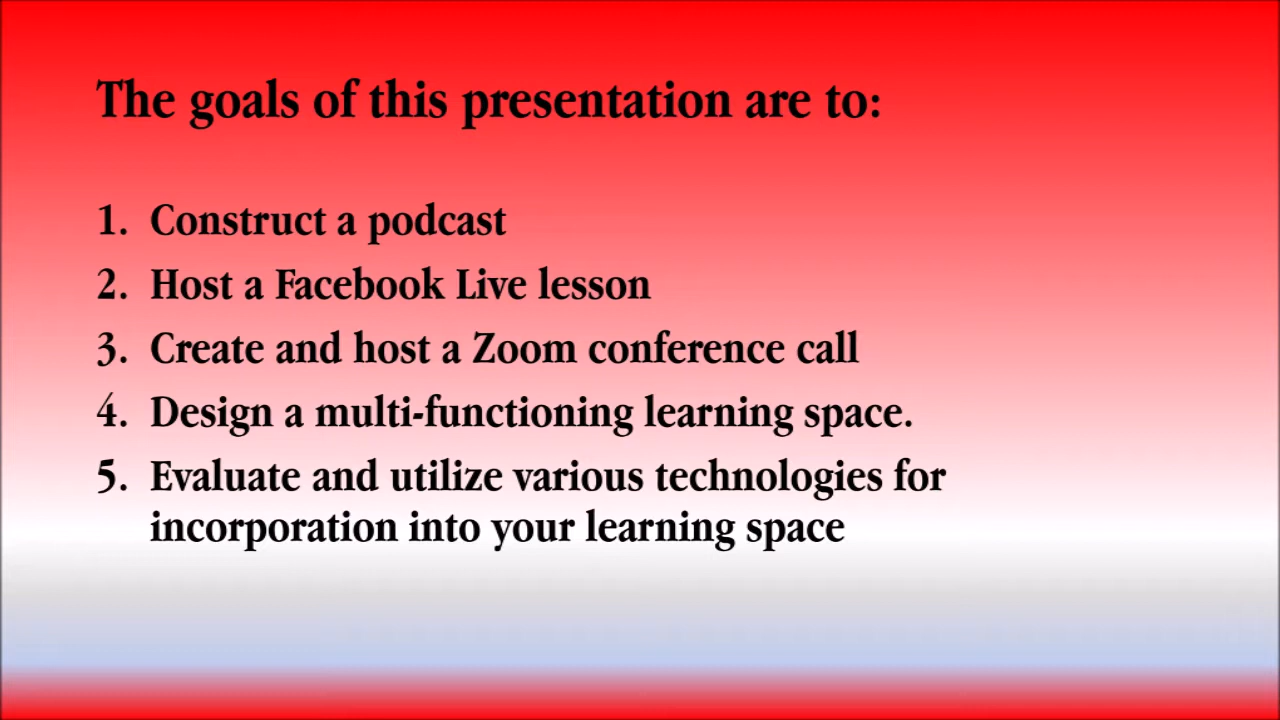 The goals of this presentation are to:
1. Construct a podcast
2. Host a Facebook Live lesson
3. Create and host a Zoom conference call
4. Design a multi-functioning learning space.
5. Evaluate and utilize various technologies for
incorporation into your learning space